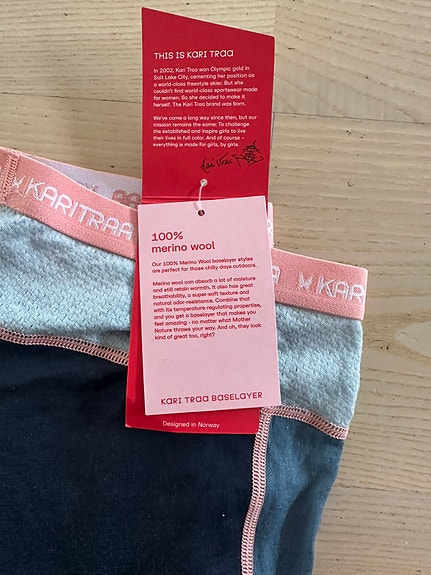 THIS IS KARI TRAA
In 2002, Kari Traa won Olympic gold in
Salt Lake City, cementing her position as
a world-class freestyle skier. But she
couldn't find world-class sportswear made
for women. So she decided to make it
herself. The Kari Traa brand was born.
We've come a long way since then, but our
mission remains the same: To challenge
the established and inspire girls to live
their lives in full color. And of course -
everything is made for girls, by girls.
Kari Traa
KARITRAA
KAR
100%
merino wool
Our 100% Merino Wool baselayer styles
are perfect for those chilly days outdoors.
Merino wool can absorb a lot of moisture
and still retain warmth. It also has great
breathability, a super-soft texture and
natural odor-resistance. Combine that
with its temperature-regulating properties,
and you get a baselayer that makes you
feel amazing - no matter what Mother
Nature throws your way. And oh, they look
kind of great too, right?
KARI TRAA BASELAYER
Designed in Norway